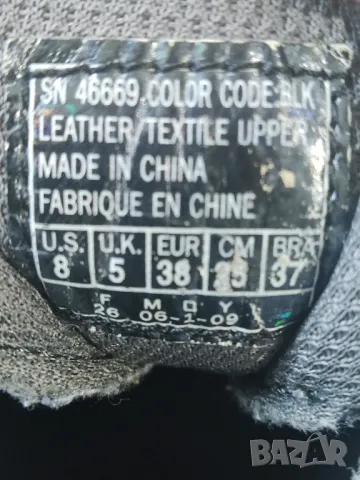 SN 46669 COLOR CODE:BLK
LEATHER/TEXTILE UPPER
MADE IN CHINA
FABRIQUE EN CHINE
U.S. U.K. EUR CM BRA
8 5 38 25 37
F M D Y
26 06-1-09
BAZAR.bg